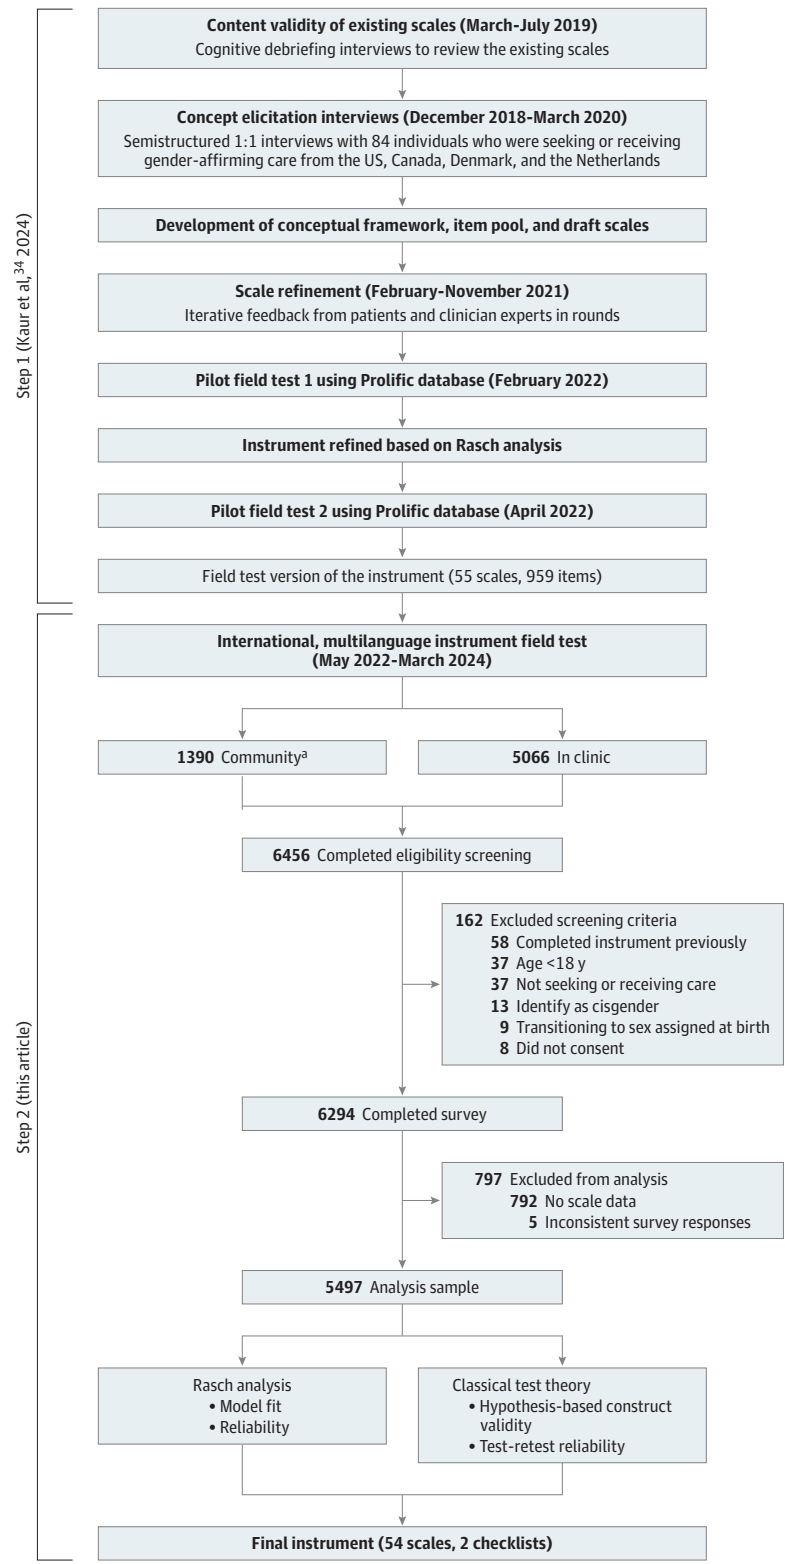 Step 1 (Kaur et al,34 2024)
Content validity of existing scales (March-July 2019)
Cognitive debriefing interviews to review the existing scales
Concept elicitation interviews (December 2018-March 2020)
Semistructured 1:1 interviews with 84 individuals who were seeking or receiving
gender-affirming care from the US, Canada, Denmark, and the Netherlands
Development of conceptual framework, item pool, and draft scales
Scale refinement (February-November 2021)
Iterative feedback from patients and clinician experts in rounds
Pilot field test 1 using Prolific database (February 2022)
Instrument refined based on Rasch analysis
Pilot field test 2 using Prolific database (April 2022)
Field test version of the instrument (55 scales, 959 items)
Step 2 (this article)
International, multilanguage instrument field test
(May 2022-March 2024)
1390 Communitya
5066 In clinic
6456 Completed eligibility screening
162 Excluded screening criteria
58 Completed instrument previously
37 Age <18 y
37 Not seeking or receiving care
13 Identify as cisgender
9 Transitioning to sex assigned at birth
8 Did not consent
6294 Completed survey
797 Excluded from analysis
792 No scale data
5 Inconsistent survey responses
5497 Analysis sample
Rasch analysis
• Model fit
• Reliability
Classical test theory
• Hypothesis-based construct
validity
• Test-retest reliability
Final instrument (54 scales, 2 checklists)